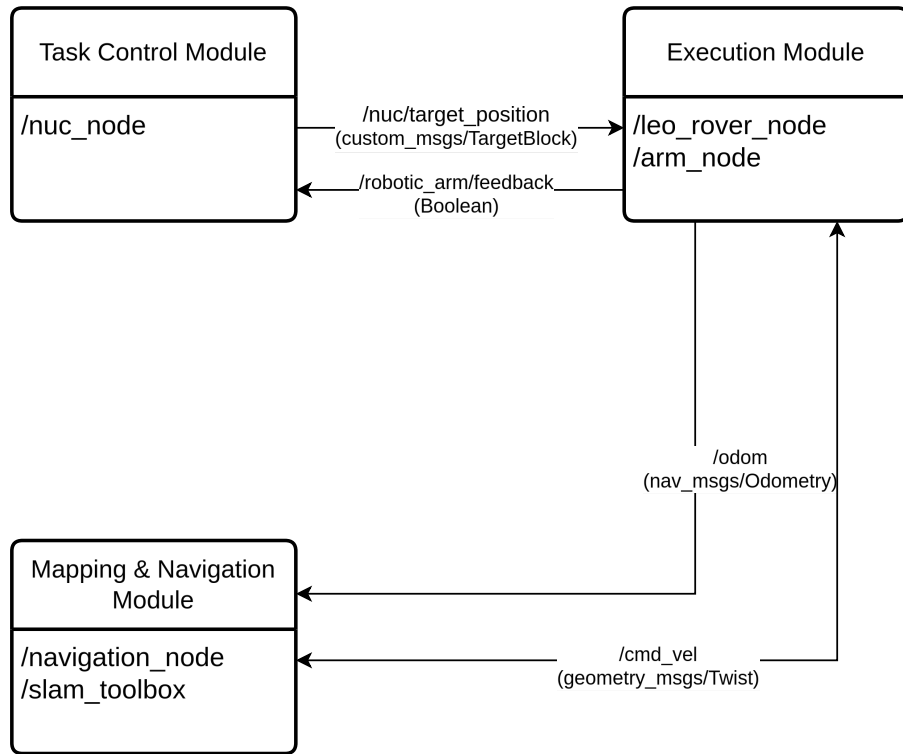 Task Control Module
/nuc_node
Execution Module
/leo_rover_node
/arm_node
/nuc/target_position
(custom_msgs/TargetBlock)
/robotic_arm/feedback
(Boolean)
/odom
(nav_msgs/Odometry)
Mapping & Navigation
Module
/navigation_node
/slam_toolbox
/cmd_vel
(geometry_msgs/Twist)